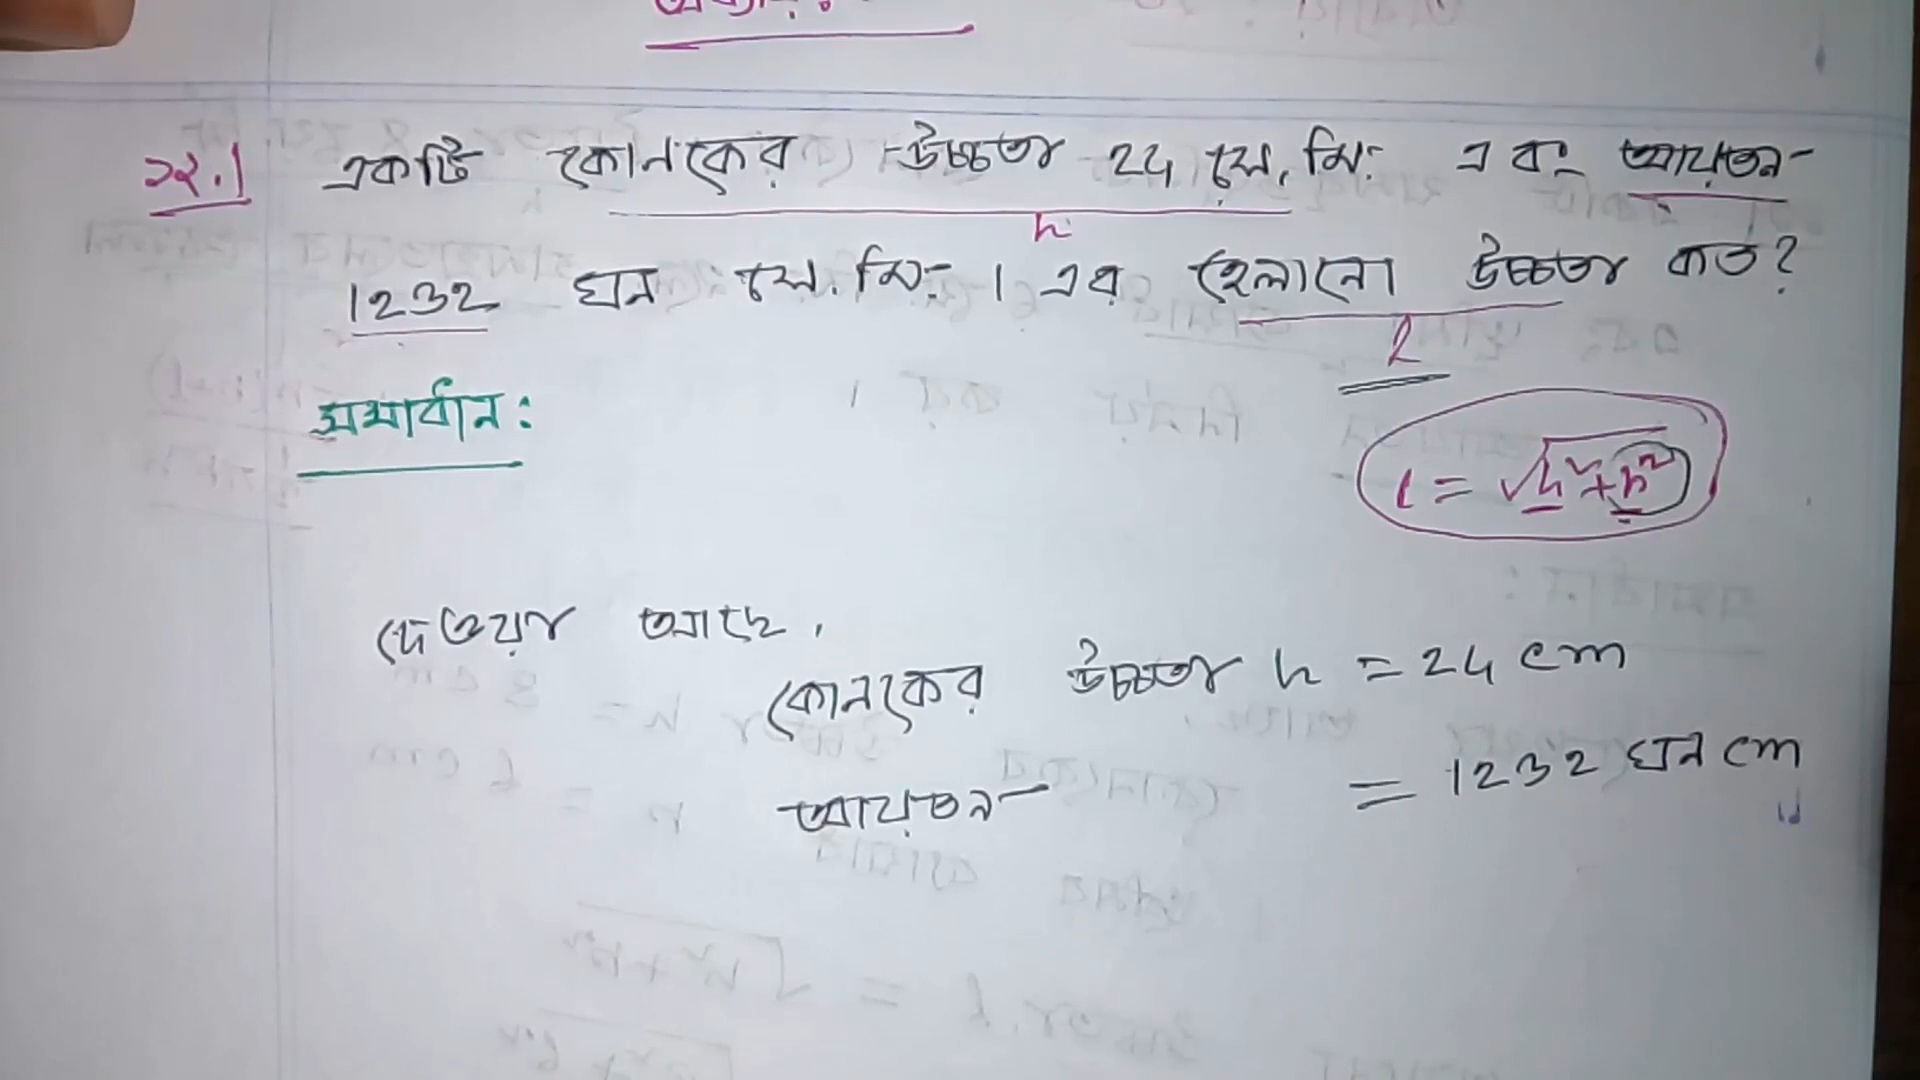 ১২.। একটি কোনকের উচ্চতা 24 সে.মি. এবং আয়তন
1232 ঘন সে.মি.। এর হেলানো উচ্চতা কত?
h
l
সমাধান:
l = √h²+r²
দেওয়া আছে,
কোনকের উচ্চতা h = 24 cm
আয়তন = 1232 ঘন cm